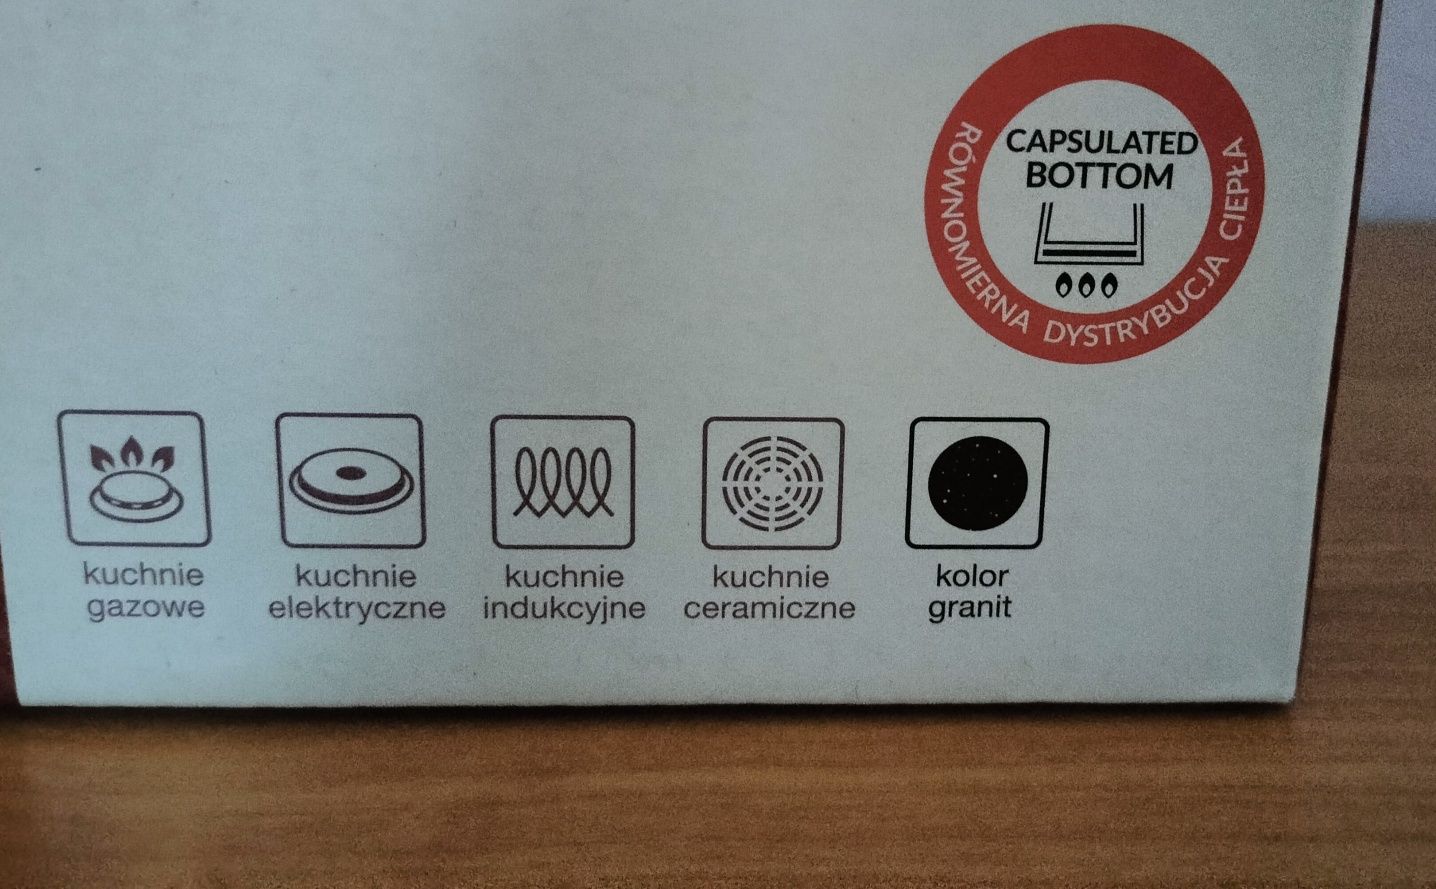 CAPSULATED
BOTTOM
RÓWNOMIERNA DYSTRYBUCJA CIEPŁA
kuchnie
gazowe
kuchnie
elektryczne
kuchnie
indukcyjne
kuchnie
ceramiczne
kolor
granit